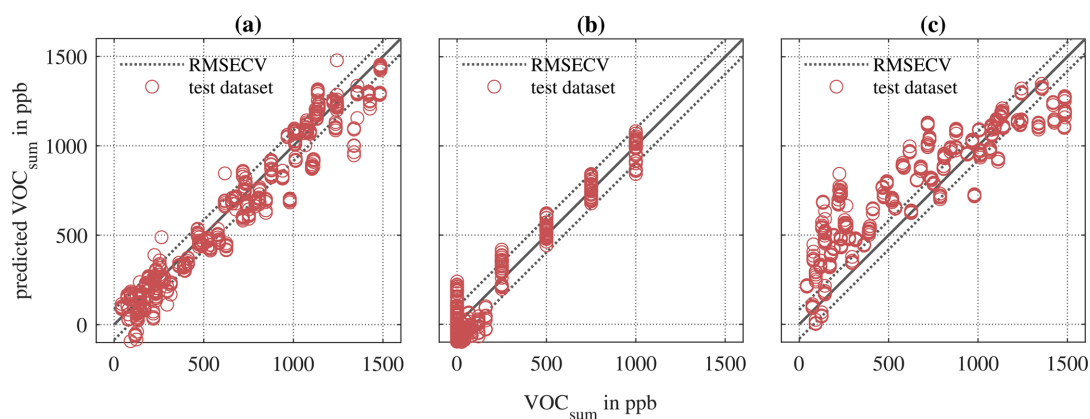 (a)
(b)
(c)
1500
1000
500
0
predicted VOC_sum in ppb
RMSECV
test dataset
0 500 1000 1500
RMSECV
test dataset
0 500 1000 1500
RMSECV
test dataset
0 500 1000 1500
VOC_sum in ppb